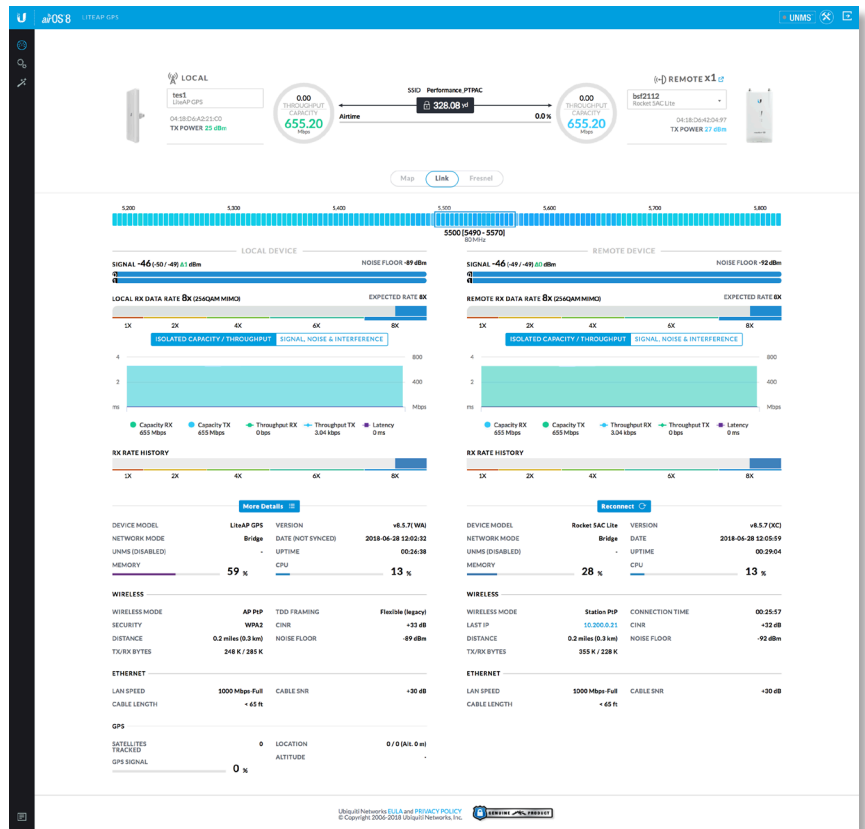 U airOS 8 LITEAP GPS UNMS
LOCAL
tes1
LiteAP GPS
04:18:D6:A2:21:C0
TX POWER 25 dBm
0.00
THROUGHPUT
CAPACITY
655.20
Mbps
SSID Performance_PTPAC
328.08 yd
Airtime 0.0 %
0.00
THROUGHPUT
CAPACITY
655.20
Mbps
REMOTE X1
bsf2112
Rocket 5AC Lite
04:18:D6:42:04:97
TX POWER 27 dBm
Map Link Fresnel
5,200 5,300 5,400 5,500 5,600 5,700 5,800
5500 [5490 - 5570]
80 MHz
LOCAL DEVICE
SIGNAL -46 (-50 / -49) Δ1 dBm NOISE FLOOR -89 dBm
LOCAL RX DATA RATE 8X (256QAM MIMO) EXPECTED RATE 8X
1X 2X 4X 6X 8X
ISOLATED CAPACITY / THROUGHPUT SIGNAL, NOISE & INTERFERENCE
4 800
2 400
ms Mbps
Capacity RX Capacity TX Throughput RX Throughput TX Latency
655 Mbps 655 Mbps 0 bps 3.04 kbps 0 ms
RX RATE HISTORY
1X 2X 4X 6X 8X
More Details
DEVICE MODEL LiteAP GPS VERSION v8.5.7( WA)
NETWORK MODE Bridge DATE (NOT SYNCED) 2018-06-28 12:02:32
UNMS (DISABLED) - UPTIME 00:26:38
MEMORY 59 % CPU 13 %
WIRELESS
WIRELESS MODE AP PtP TDD FRAMING Flexible (legacy)
SECURITY WPA2 CINR +33 dB
DISTANCE 0.2 miles (0.3 km) NOISE FLOOR -89 dBm
TX/RX BYTES 248 K / 285 K
ETHERNET
LAN SPEED 1000 Mbps-Full CABLE SNR +30 dB
CABLE LENGTH < 65 ft
GPS
SATELLITES
TRACKED 0 LOCATION 0 / 0 (Alt. 0 m)
GPS SIGNAL 0 % ALTITUDE -
REMOTE DEVICE
SIGNAL -46 (-49 / -49) Δ0 dBm NOISE FLOOR -92 dBm
REMOTE RX DATA RATE 8X (256QAM MIMO) EXPECTED RATE 8X
1X 2X 4X 6X 8X
ISOLATED CAPACITY / THROUGHPUT SIGNAL, NOISE & INTERFERENCE
4 800
2 400
ms Mbps
Capacity RX Capacity TX Throughput RX Throughput TX Latency
655 Mbps 655 Mbps 3.04 kbps 0 bps 0 ms
RX RATE HISTORY
1X 2X 4X 6X 8X
Reconnect
DEVICE MODEL Rocket 5AC Lite VERSION v8.5.7 (XC)
NETWORK MODE Bridge DATE 2018-06-28 12:05:59
UNMS (DISABLED) - UPTIME 00:29:04
MEMORY 28 % CPU 13 %
WIRELESS
WIRELESS MODE Station PtP CONNECTION TIME 00:25:57
LAST IP 10.200.0.21 CINR +32 dB
DISTANCE 0.2 miles (0.3 km) NOISE FLOOR -92 dBm
TX/RX BYTES 355 K / 228 K
ETHERNET
LAN SPEED 1000 Mbps-Full CABLE SNR +30 dB
CABLE LENGTH < 65 ft
Ubiquiti Networks EULA and PRIVACY POLICY
© Copyright 2006-2018 Ubiquiti Networks, Inc.
GENUINE PRODUCT